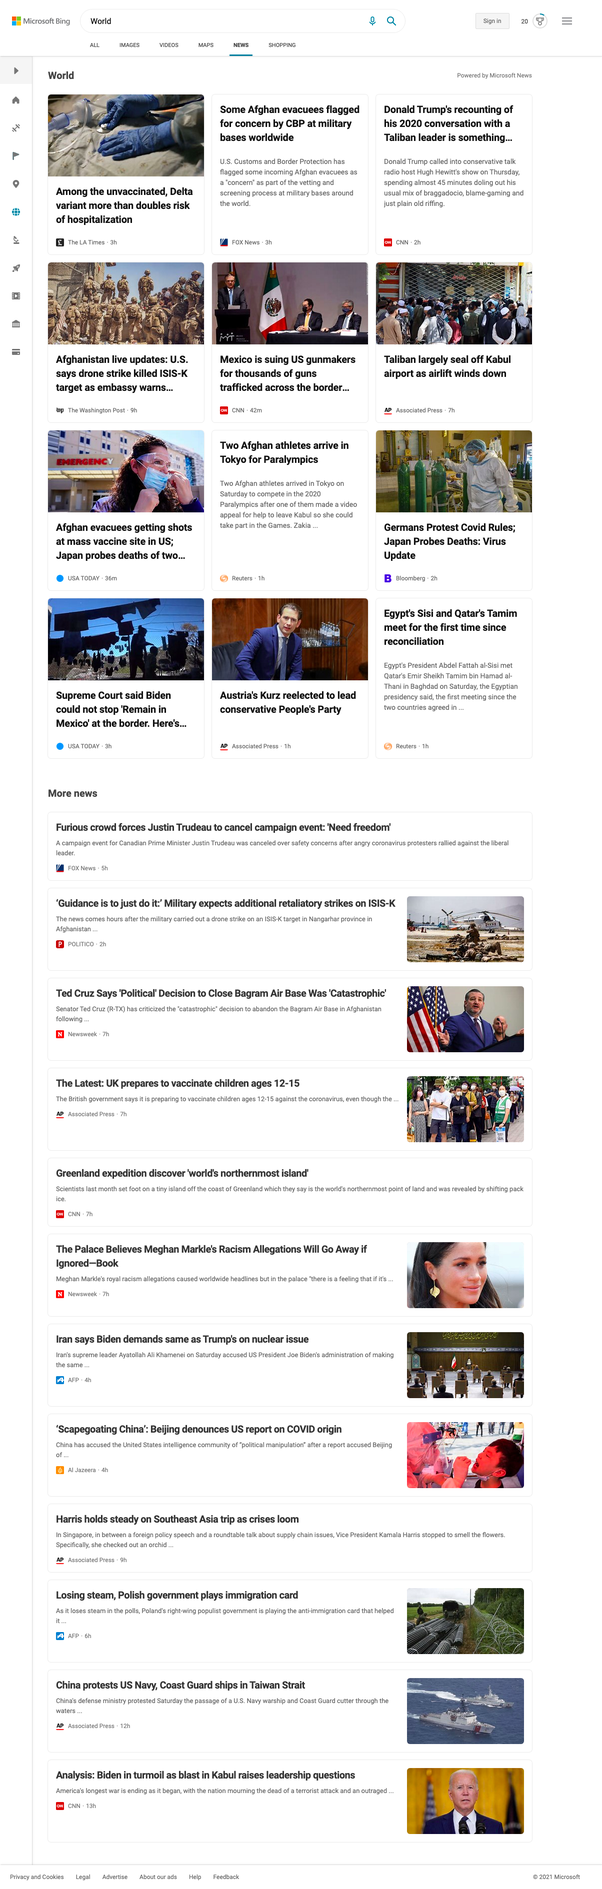 Microsoft Bing
World
Sign in
20
ALL
IMAGES
VIDEOS
MAPS
NEWS
SHOPPING
World
Powered by Microsoft News
Among the unvaccinated, Delta
variant more than doubles risk
of hospitalization
The LA Times · 3h
Some Afghan evacuees flagged
for concern by CBP at military
bases worldwide
U.S. Customs and Border Protection has
flagged some incoming Afghan evacuees as
a "concern" as part of the vetting and
screening process at military bases around
the world.
FOX News · 3h
Donald Trump's recounting of
his 2020 conversation with a
Taliban leader is something...
Donald Trump called into conservative talk
radio host Hugh Hewitt's show on Thursday,
spending almost 45 minutes doling out his
usual mix of braggadocio, blame-gaming and
just plain old riffing.
CNN · 2h
Afghanistan live updates: U.S.
says drone strike killed ISIS-K
target as embassy warns...
wp The Washington Post · 9h
Mexico is suing US gunmakers
for thousands of guns
trafficked across the border...
CNN · 42m
Taliban largely seal off Kabul
airport as airlift winds down
AP Associated Press · 7h
EMERGENCY
Afghan evacuees getting shots
at mass vaccine site in US;
Japan probes deaths of two...
USA TODAY · 36m
Two Afghan athletes arrive in
Tokyo for Paralympics
Two Afghan athletes arrived in Tokyo on
Saturday to compete in the 2020
Paralympics after one of them made a video
appeal for help to leave Kabul so she could
take part in the Games. Zakia ...
Reuters · 1h
Germans Protest Covid Rules;
Japan Probes Deaths: Virus
Update
B Bloomberg · 2h
Supreme Court said Biden
could not stop 'Remain in
Mexico' at the border. Here's...
USA TODAY · 3h
Austria's Kurz reelected to lead
conservative People's Party
AP Associated Press · 1h
Egypt's Sisi and Qatar's Tamim
meet for the first time since
reconciliation
Egypt's President Abdel Fattah al-Sisi met
Qatar's Emir Sheikh Tamim bin Hamad al-
Thani in Baghdad on Saturday, the Egyptian
presidency said, the first meeting since the
two countries agreed in ...
Reuters · 1h
More news
Furious crowd forces Justin Trudeau to cancel campaign event: 'Need freedom'
A campaign event for Canadian Prime Minister Justin Trudeau was canceled over safety concerns after angry coronavirus protesters rallied against the liberal
leader.
FOX News · 5h
'Guidance is to just do it:' Military expects additional retaliatory strikes on ISIS-K
The news comes hours after the military carried out a drone strike on an ISIS-K target in Nangarhar province in
Afghanistan ...
P POLITICO · 2h
Ted Cruz Says 'Political' Decision to Close Bagram Air Base Was 'Catastrophic'
Senator Ted Cruz (R-TX) has criticized the "catastrophic" decision to abandon the Bagram Air Base in Afghanistan
following ...
N Newsweek · 7h
The Latest: UK prepares to vaccinate children ages 12-15
The British government says it is preparing to vaccinate children ages 12-15 against the coronavirus, even though the ...
AP Associated Press · 7h
Greenland expedition discover 'world's northernmost island'
Scientists last month set foot on a tiny island off the coast of Greenland which they say is the world's northernmost point of land and was revealed by shifting pack
ice.
CNN · 7h
The Palace Believes Meghan Markle's Racism Allegations Will Go Away if
Ignored—Book
Meghan Markle's royal racism allegations caused worldwide headlines but in the palace "there is a feeling that if it's ...
N Newsweek · 7h
Iran says Biden demands same as Trump's on nuclear issue
Iran's supreme leader Ayatollah Ali Khamenei on Saturday accused US President Joe Biden's administration of making
the same ...
AFP · 4h
'Scapegoating China': Beijing denounces US report on COVID origin
China has accused the United States intelligence community of "political manipulation" after a report accused Beijing
of ...
Al Jazeera · 4h
Harris holds steady on Southeast Asia trip as crises loom
In Singapore, in between a foreign policy speech and a roundtable talk about supply chain issues, Vice President Kamala Harris stopped to smell the flowers.
Specifically, she checked out an orchid ...
AP Associated Press · 9h
Losing steam, Polish government plays immigration card
As it loses steam in the polls, Poland's right-wing populist government is playing the anti-immigration card that helped
it ...
AFP · 6h
China protests US Navy, Coast Guard ships in Taiwan Strait
China's defense ministry protested Saturday the passage of a U.S. Navy warship and Coast Guard cutter through the
waters ...
AP Associated Press · 12h
Analysis: Biden in turmoil as blast in Kabul raises leadership questions
America's longest war is ending as it began, with the nation mourning the dead of a terrorist attack and an outraged ...
CNN · 13h
Privacy and Cookies
Legal
Advertise
About our ads
Help
Feedback
© 2021 Microsoft